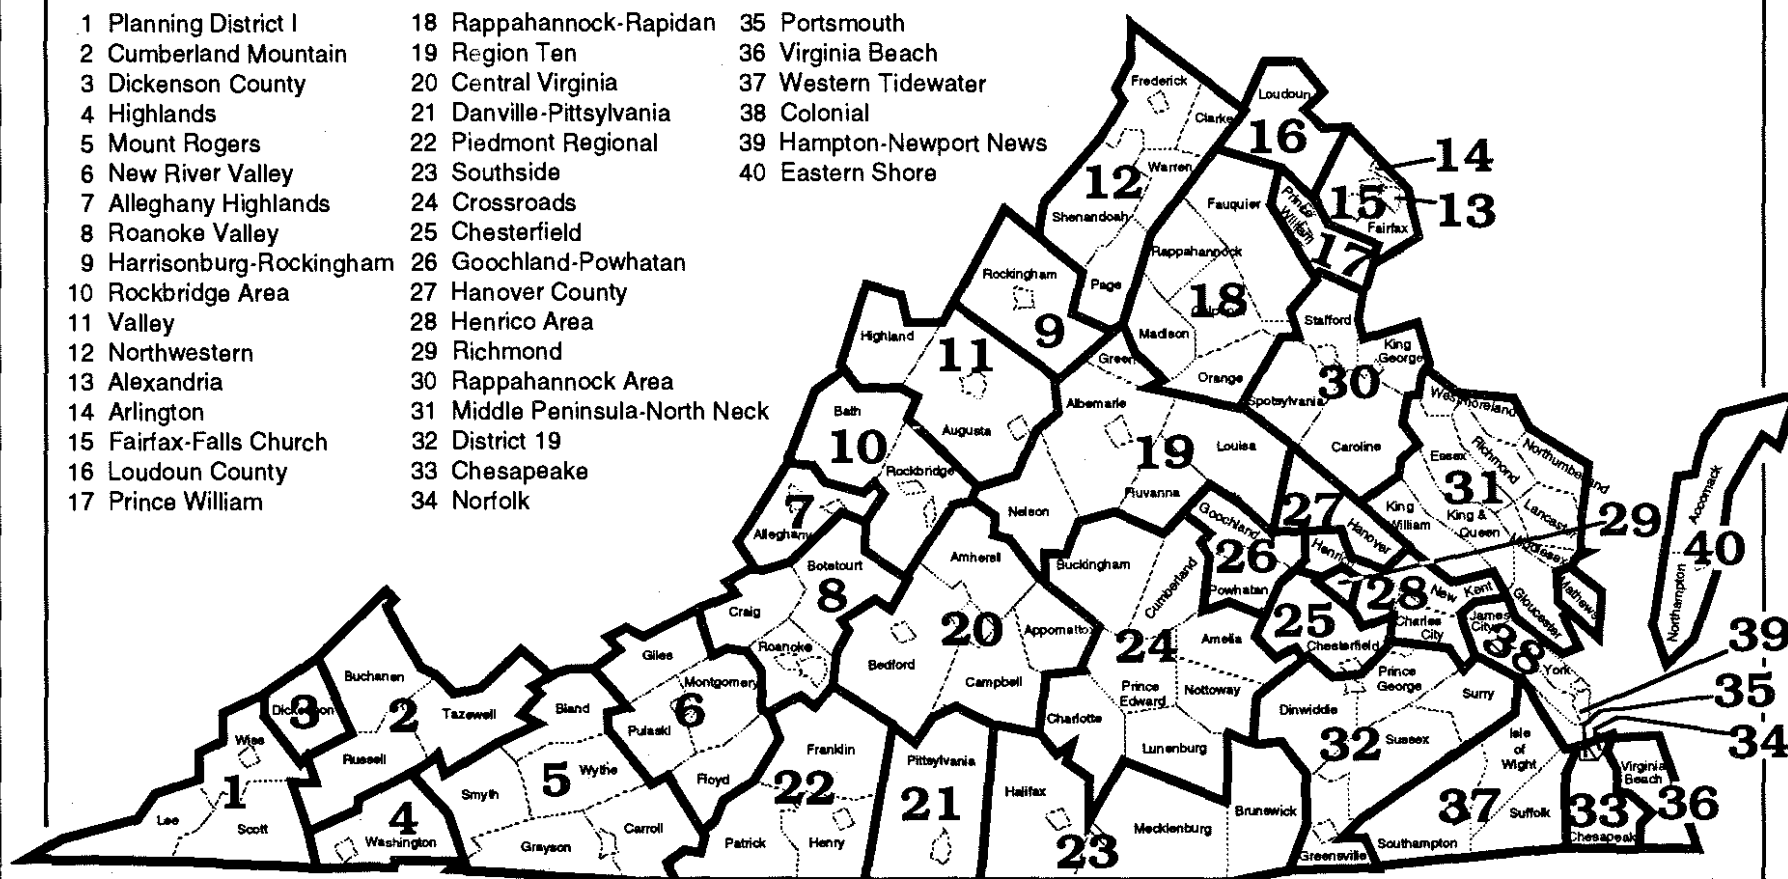 1 Planning District I
2 Cumberland Mountain
3 Dickenson County
4 Highlands
5 Mount Rogers
6 New River Valley
7 Alleghany Highlands
8 Roanoke Valley
9 Harrisonburg-Rockingham
10 Rockbridge Area
11 Valley
12 Northwestern
13 Alexandria
14 Arlington
15 Fairfax-Falls Church
16 Loudoun County
17 Prince William
18 Rappahannock-Rapidan
19 Region Ten
20 Central Virginia
21 Danville-Pittsylvania
22 Piedmont Regional
23 Southside
24 Crossroads
25 Chesterfield
26 Goochland-Powhatan
27 Hanover County
28 Henrico Area
29 Richmond
30 Rappahannock Area
31 Middle Peninsula-North Neck
32 District 19
33 Chesapeake
34 Norfolk
35 Portsmouth
36 Virginia Beach
37 Western Tidewater
38 Colonial
39 Hampton-Newport News
40 Eastern Shore
Frederick
Clarke
Loudoun
16
12
Warren
Shenandoah
Page
14
15
13
Fairfax
Prince
William
17
Fauquier
Rappahannock
18
Madison
Orange
Rockingham
9
Highland
11
Augusta
Green
Stafford
King
George
30
Spotsylvania
Caroline
Bath
10
Rockbridge
Albemarle
19
Louisa
Fluvanna
Nelson
Westmoreland
Essex
Richmond
Northumberland
31
Lancaster
King &
Queen
King
William
Middlesex
Mathews
Gloucester
Accomack
40
Northampton
7
Alleghany
Botetourt
8
Craig
Roanoke
Amherst
20
Bedford
Campbell
Appomatto
Buckingham
Cumberland
24
Amelia
Prince
Edward
Nottoway
Charlotte
Lunenburg
Goochland
26
Powhatan
27
Hanover
Henrico
29
28
New Kent
Charles
City
James
City
38
York
25
Chesterfield
Prince
George
Surry
Dinwiddie
32
Sussex
Greensville
Brunswick
39
35
34
Isle
of
Wight
37
Suffolk
Southampton
33
Chesapeak
Virginia
Beach
36
Giles
Montgomery
6
Pulaski
Floyd
Buchanan
Dickenson
3
2
Tazewell
Russell
Wise
1
Lee
Scott
4
Washington
Bland
5
Wythe
Smyth
Grayson
Carroll
Franklin
22
Patrick
Henry
Pittsylvania
21
Halifax
23
Mecklenburg